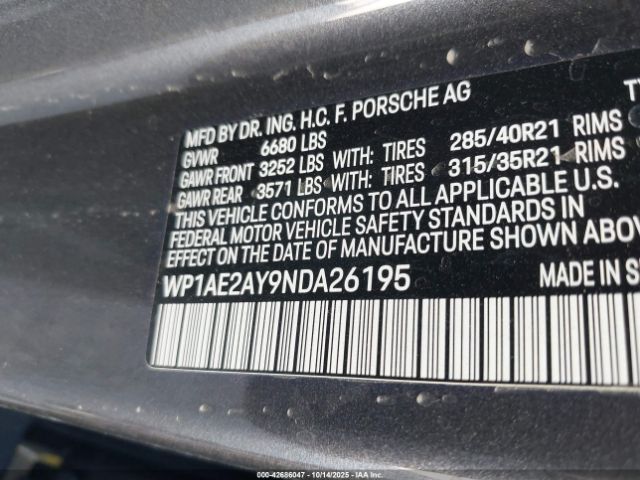 MFD BY DR. ING. H.C. F. PORSCHE AG
GVWR 6680 LBS
GAWR FRONT 3252 LBS WITH: TIRES 285/40R21 RIMS
GAWR REAR 3571 LBS WITH: TIRES 315/35R21 RIMS
THIS VEHICLE CONFORMS TO ALL APPLICABLE U.S.
FEDERAL MOTOR VEHICLE SAFETY STANDARDS IN
EFFECT ON THE DATE OF MANUFACTURE SHOWN ABOVE
WP1AE2AY9NDA26195 MADE IN
000-42686047 | 10/14/2025 | IAA Inc.